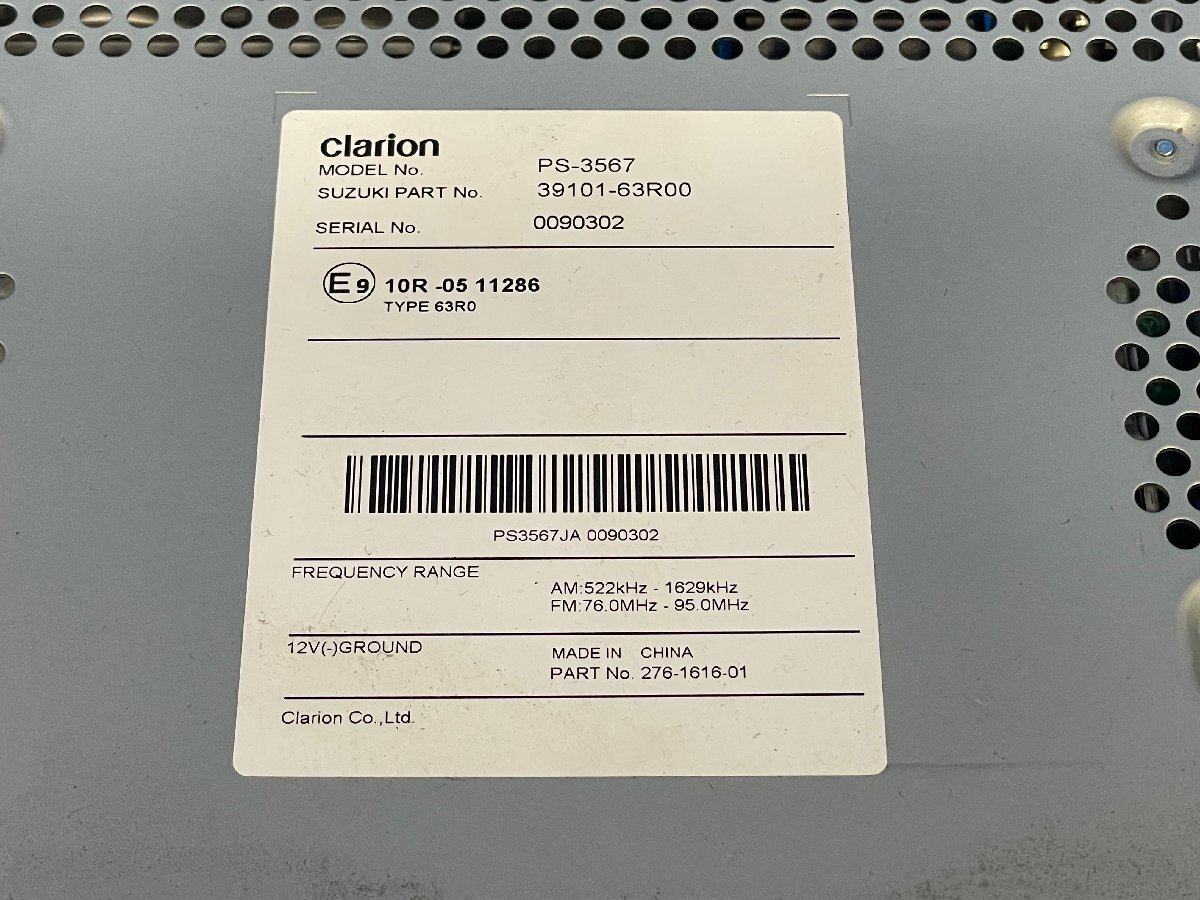 clarion
MODEL No. PS-3567
SUZUKI PART No. 39101-63R00
SERIAL No. 0090302
E9 10R -05 11286
TYPE 63R0
PS3567JA 0090302
FREQUENCY RANGE
AM:522kHz - 1629kHz
FM:76.0MHz - 95.0MHz
12V(-)GROUND MADE IN CHINA
PART No. 276-1616-01
Clarion Co.,Ltd.